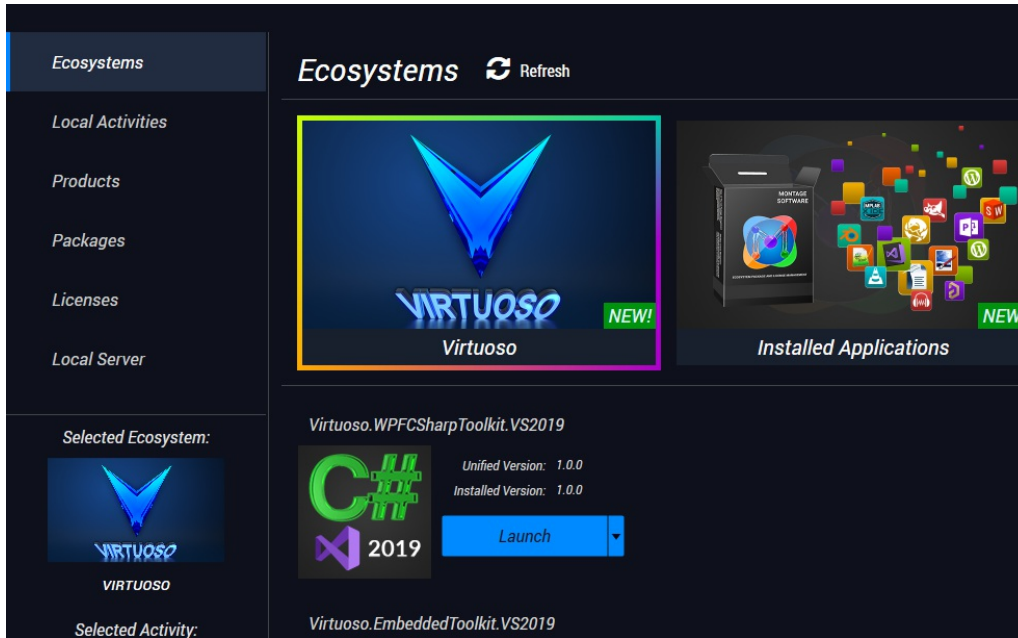 Ecosystems
Local Activities
Products
Packages
Licenses
Local Server
Selected Ecosystem:
VIRTUOSO
VIRTUOSO
Selected Activity:
Ecosystems Refresh
VIRTUOSO
NEW!
Virtuoso
MONTAGE
SOFTWARE
NEW
Installed Applications
Virtuoso.WPFCSharpToolkit.VS2019
C#
2019
Unified Version: 1.0.0
Installed Version: 1.0.0
Launch
Virtuoso.EmbeddedToolkit.VS2019